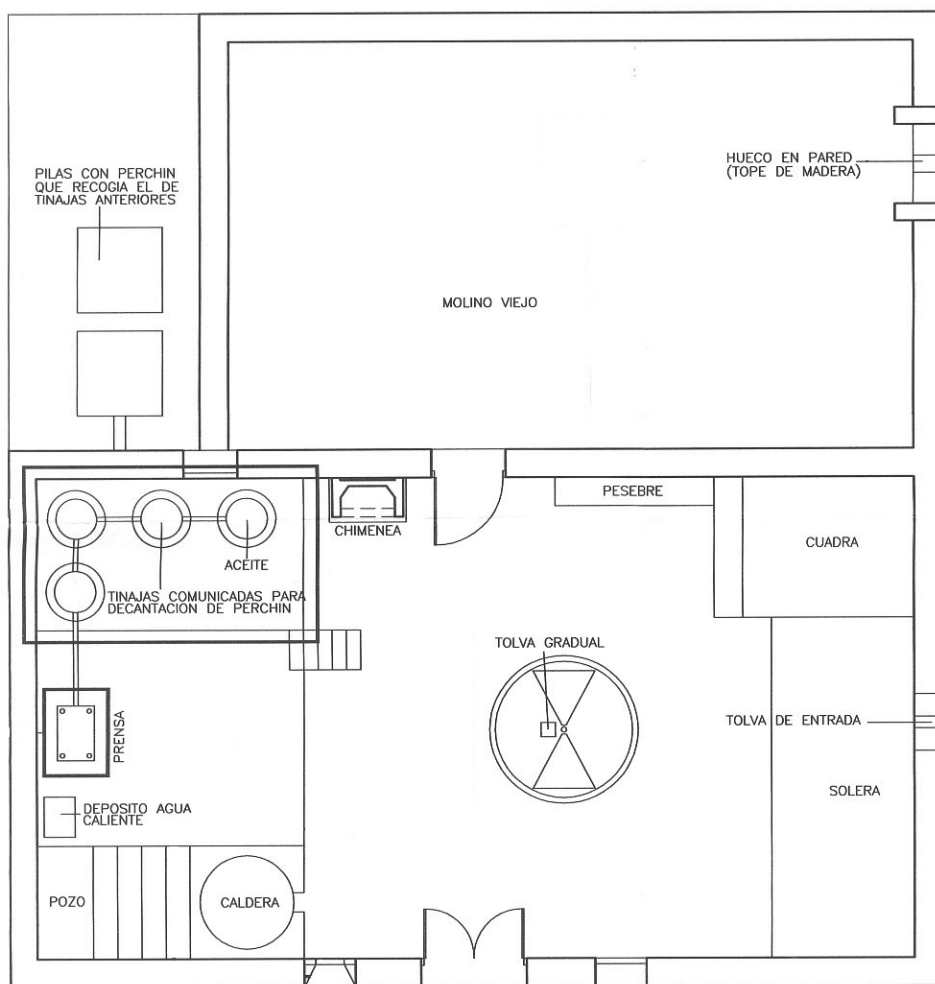 PILAS CON PERCHIN
QUE RECOGIA EL DE
TINAJAS ANTERIORES
HUECO EN PARED
(TOPE DE MADERA)
MOLINO VIEJO
PESEBRE
CHIMENEA
CUADRA
ACEITE
TINAJAS COMUNICADAS PARA
DECANTACION DE PERCHIN
TOLVA GRADUAL
TOLVA DE ENTRADA
PRENSA
SOLERA
DEPOSITO AGUA
CALIENTE
POZO
CALDERA